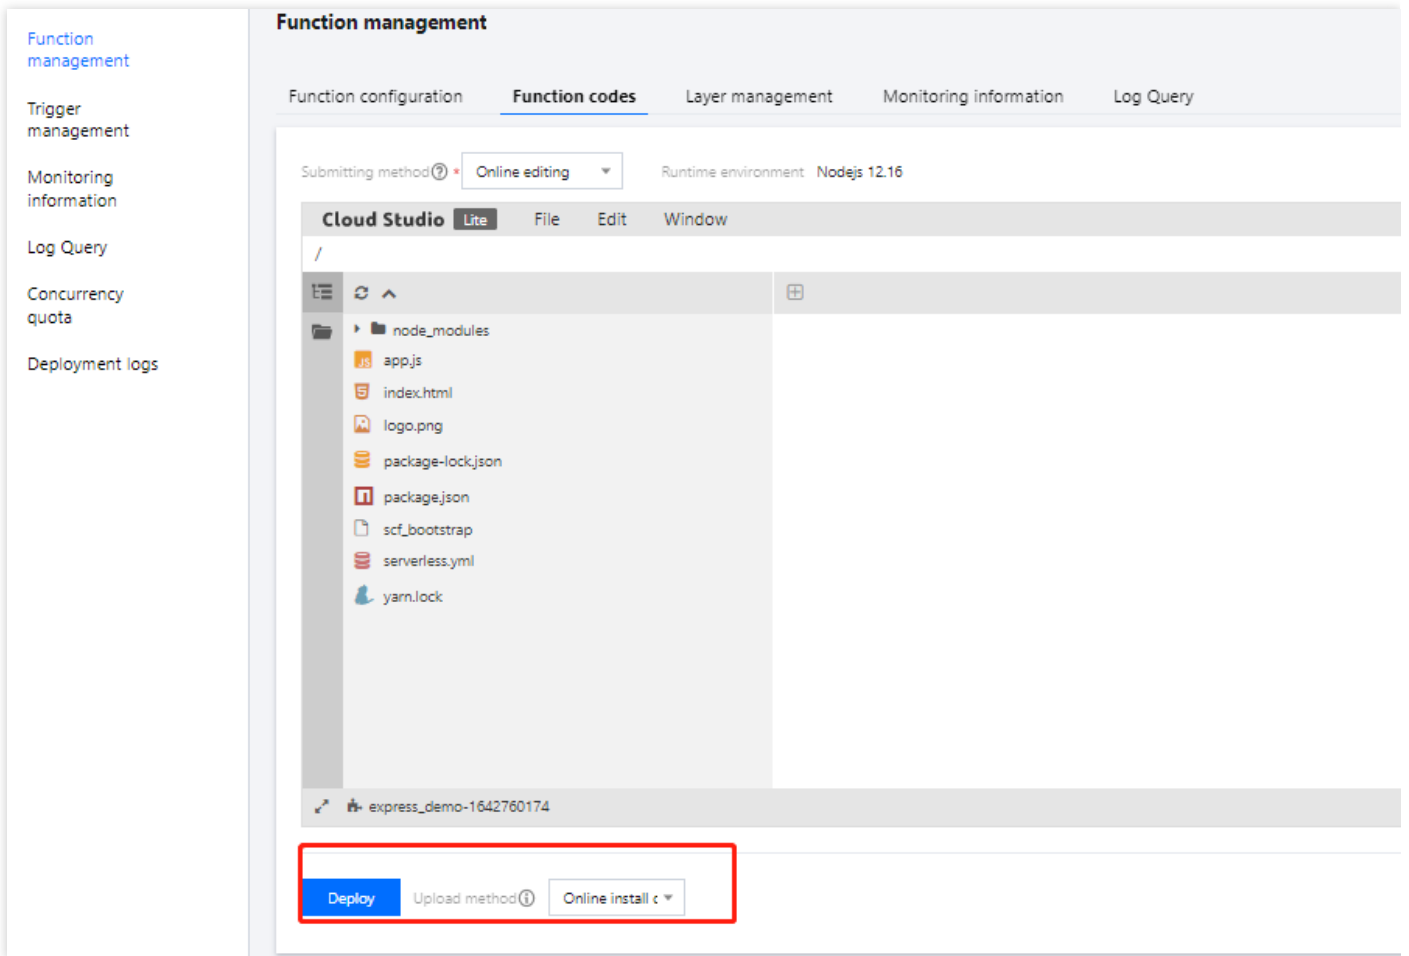 Function management
Function
management
Trigger
management
Monitoring
information
Log Query
Concurrency
quota
Deployment logs
Function configuration Function codes Layer management Monitoring information Log Query
Submitting method * Online editing Runtime environment Nodejs 12.16
Cloud Studio Lite File Edit Window
/
node_modules
app.js
index.html
logo.png
package-lock.json
package.json
scf_bootstrap
serverless.yml
yarn.lock
express_demo-1642760174
Deploy Upload method Online install